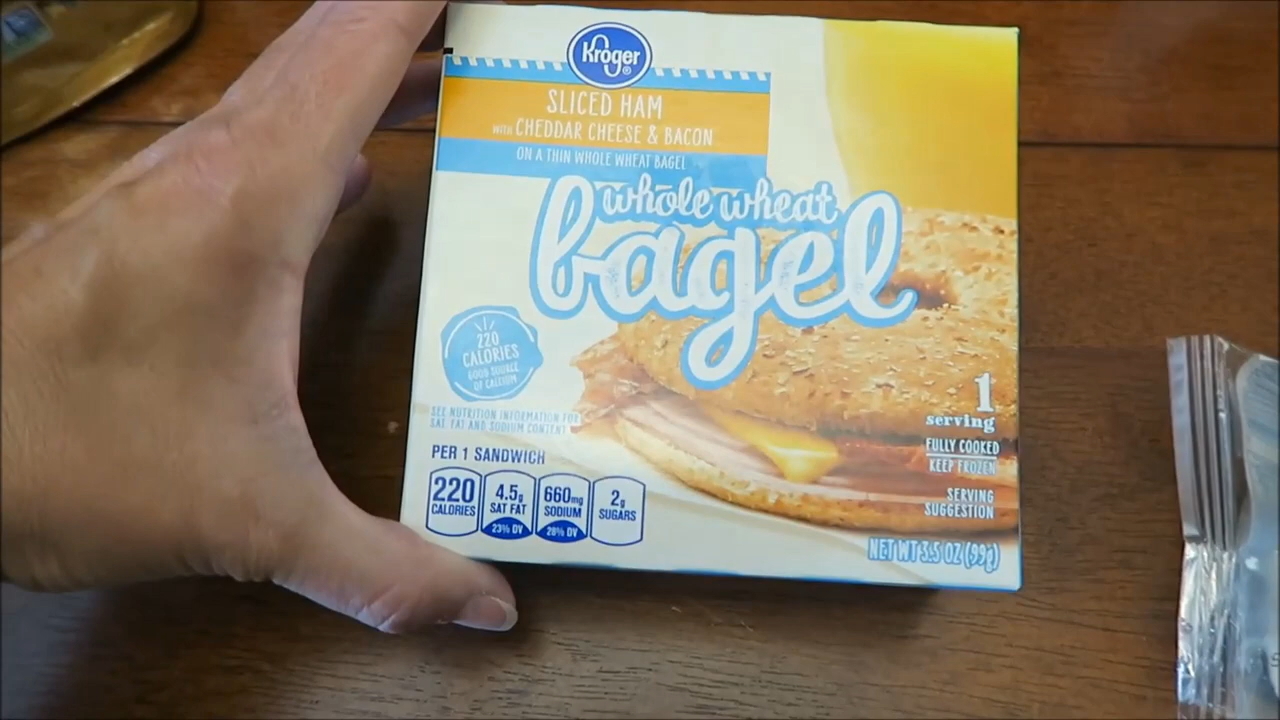 Kroger®
SLICED HAM
WITH CHEDDAR CHEESE & BACON
ON A THIN WHOLE WHEAT BAGEL
whole wheat
bagel
220
CALORIES
GOOD SOURCE
OF CALCIUM
SEE NUTRITION INFORMATION FOR
SAT FAT AND SODIUM CONTENT
PER 1 SANDWICH
220
CALORIES
4.5g
SAT FAT
23% DV
660mg
SODIUM
28% DV
2g
SUGARS
1
serving
FULLY COOKED
KEEP FROZEN
SERVING
SUGGESTION
NET WT 3.5 OZ (99g)